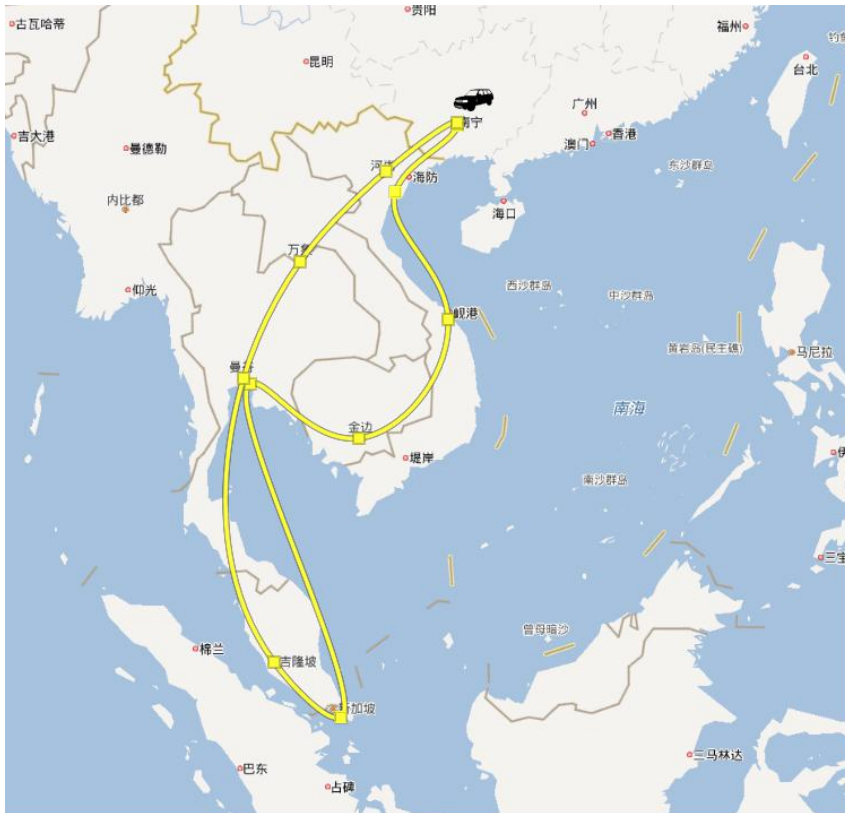 贵阳
古瓦哈蒂
福州
钓鱼
昆明
台北
广州
南宁
吉大港
曼德勒
澳门
香港
河内
海防
东沙群岛
内比都
海口
万象
仰光
西沙群岛
中沙群岛
岘港
黄岩岛(民主礁)
马尼拉
曼谷
南海
金边
堤岸
南沙群岛
伊
三宝
曾母暗沙
棉兰
吉隆坡
新加坡
三马林达
巴东
占碑